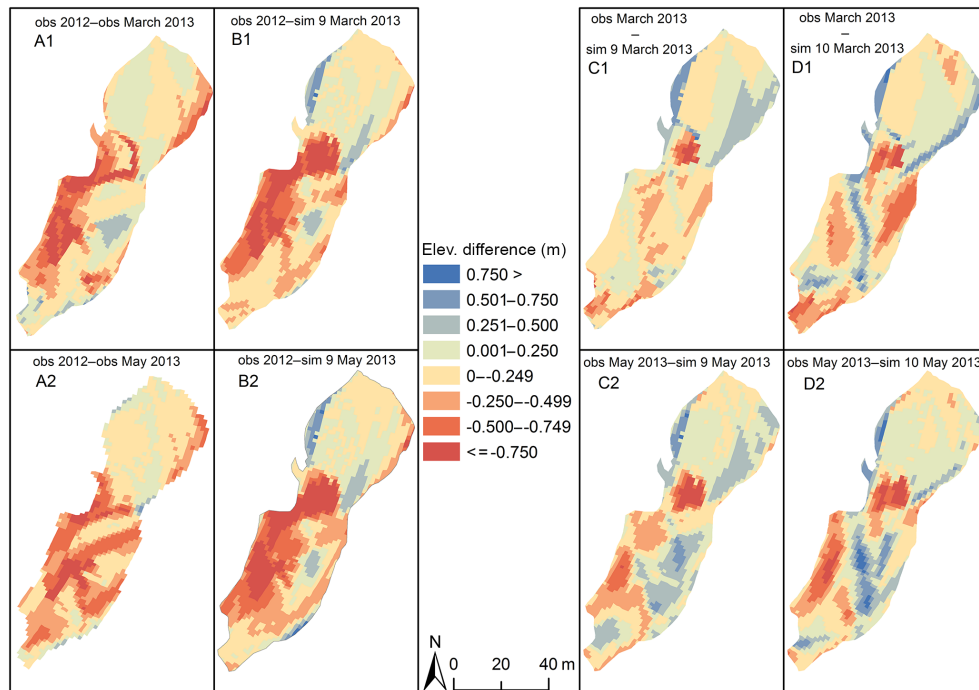 obs 2012–obs March 2013
A1
obs 2012–sim 9 March 2013
B1
obs March 2013
–
sim 9 March 2013
C1
obs March 2013
–
sim 10 March 2013
D1
Elev. difference (m)
0.750 >
0.501–0.750
0.251–0.500
0.001–0.250
0–-0.249
-0.250–-0.499
-0.500–-0.749
<=-0.750
obs 2012–obs May 2013
A2
obs 2012–sim 9 May 2013
B2
obs May 2013–sim 9 May 2013
C2
obs May 2013–sim 10 May 2013
D2
N
0 20 40 m